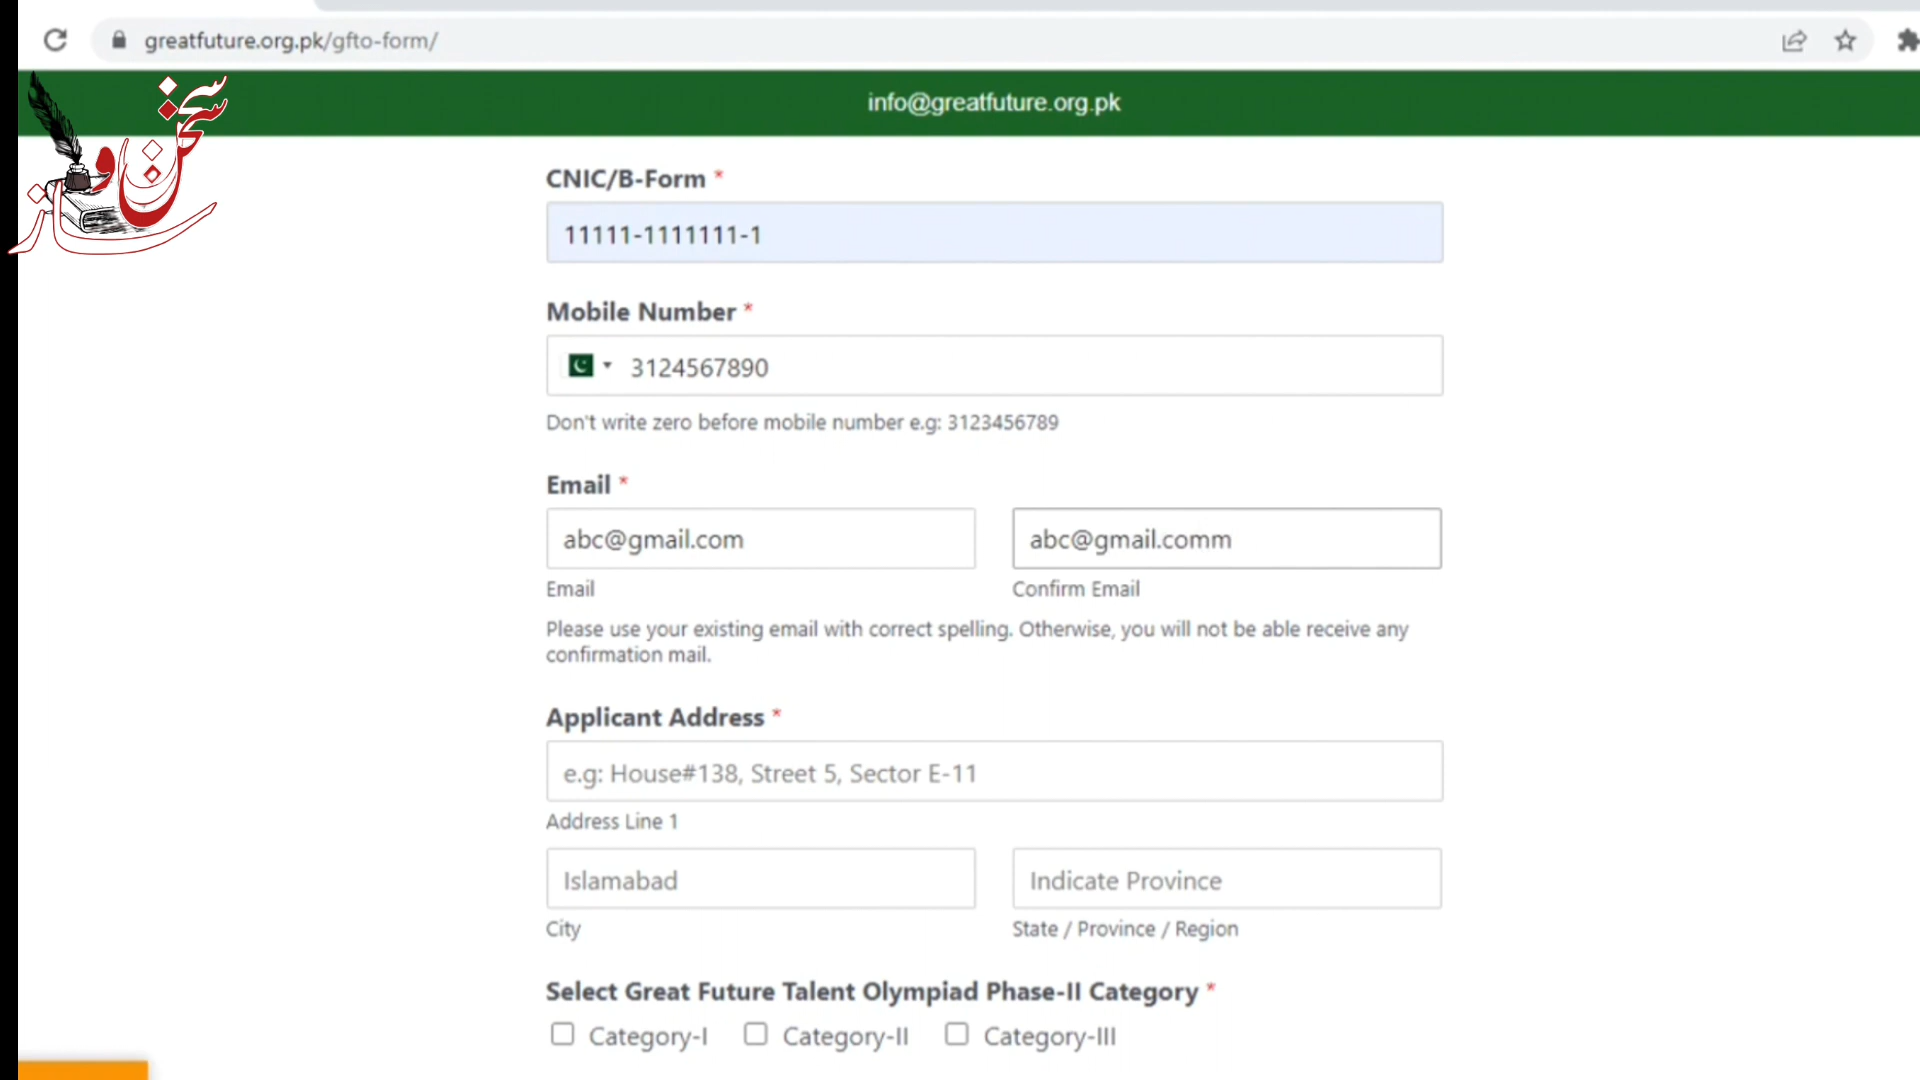 greatfuture.org.pk/gfto-form/
info@greatfuture.org.pk
سخن و ساز
CNIC/B-Form *
11111-1111111-1
Mobile Number *
3124567890
Don't write zero before mobile number e.g: 3123456789
Email *
abc@gmail.com abc@gmail.comm
Email Confirm Email
Please use your existing email with correct spelling. Otherwise, you will not be able receive any
confirmation mail.
Applicant Address *
e.g: House#138, Street 5, Sector E-11
Address Line 1
Islamabad Indicate Province
City State / Province / Region
Select Great Future Talent Olympiad Phase-II Category *
Category-I Category-II Category-III